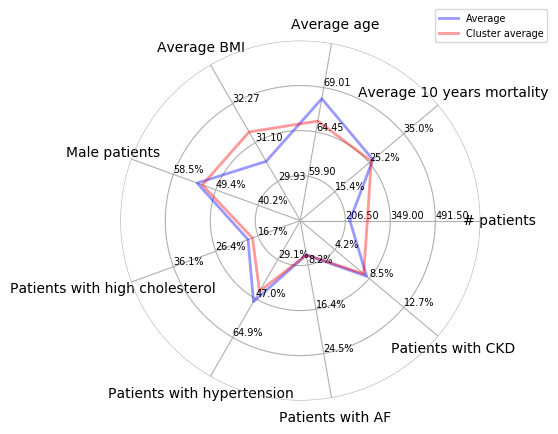 Average
Cluster average
Average age
Average BMI
69.01
Average 10 years mortality
32.27
35.0%
64.45
31.10
Male patients
25.2%
58.5%
59.90
29.93
49.4%
15.4%
40.2%
206.50
349.00
491.50
# patients
16.7%
26.4%
4.2%
29.1%
8.2%
36.1%
8.5%
Patients with high cholesterol
47.0%
16.4%
12.7%
64.9%
24.5%
Patients with CKD
Patients with hypertension
Patients with AF